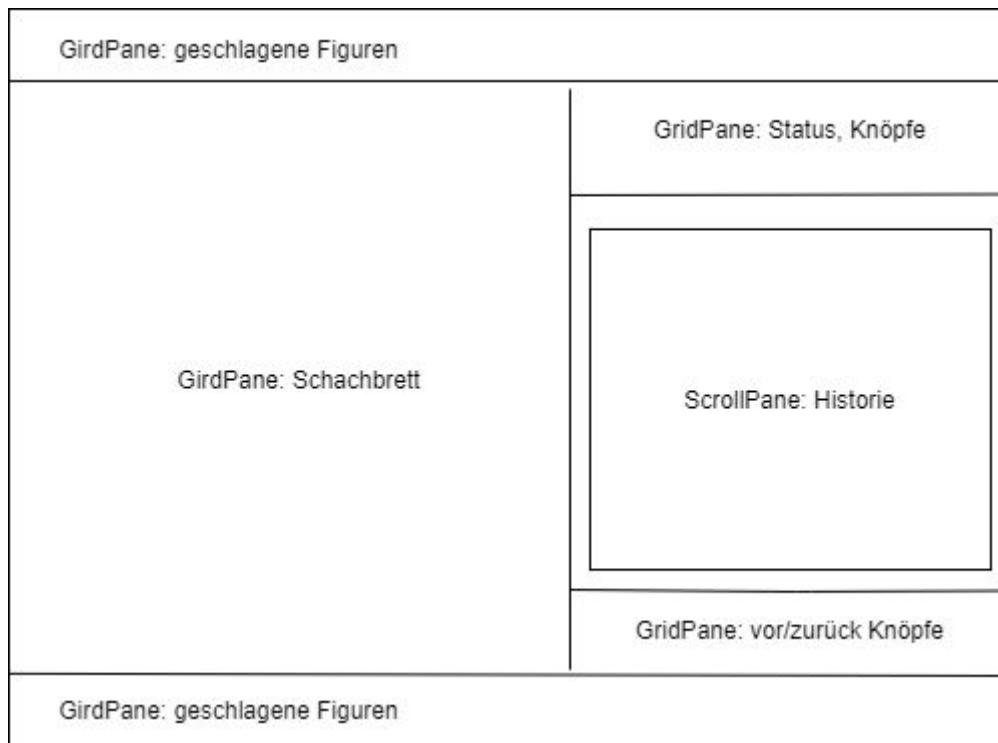 GirdPane: geschlagene Figuren
GridPane: Status, Knöpfe
GirdPane: Schachbrett
ScrollPane: Historie
GridPane: vor/zurück Knöpfe
GirdPane: geschlagene Figuren